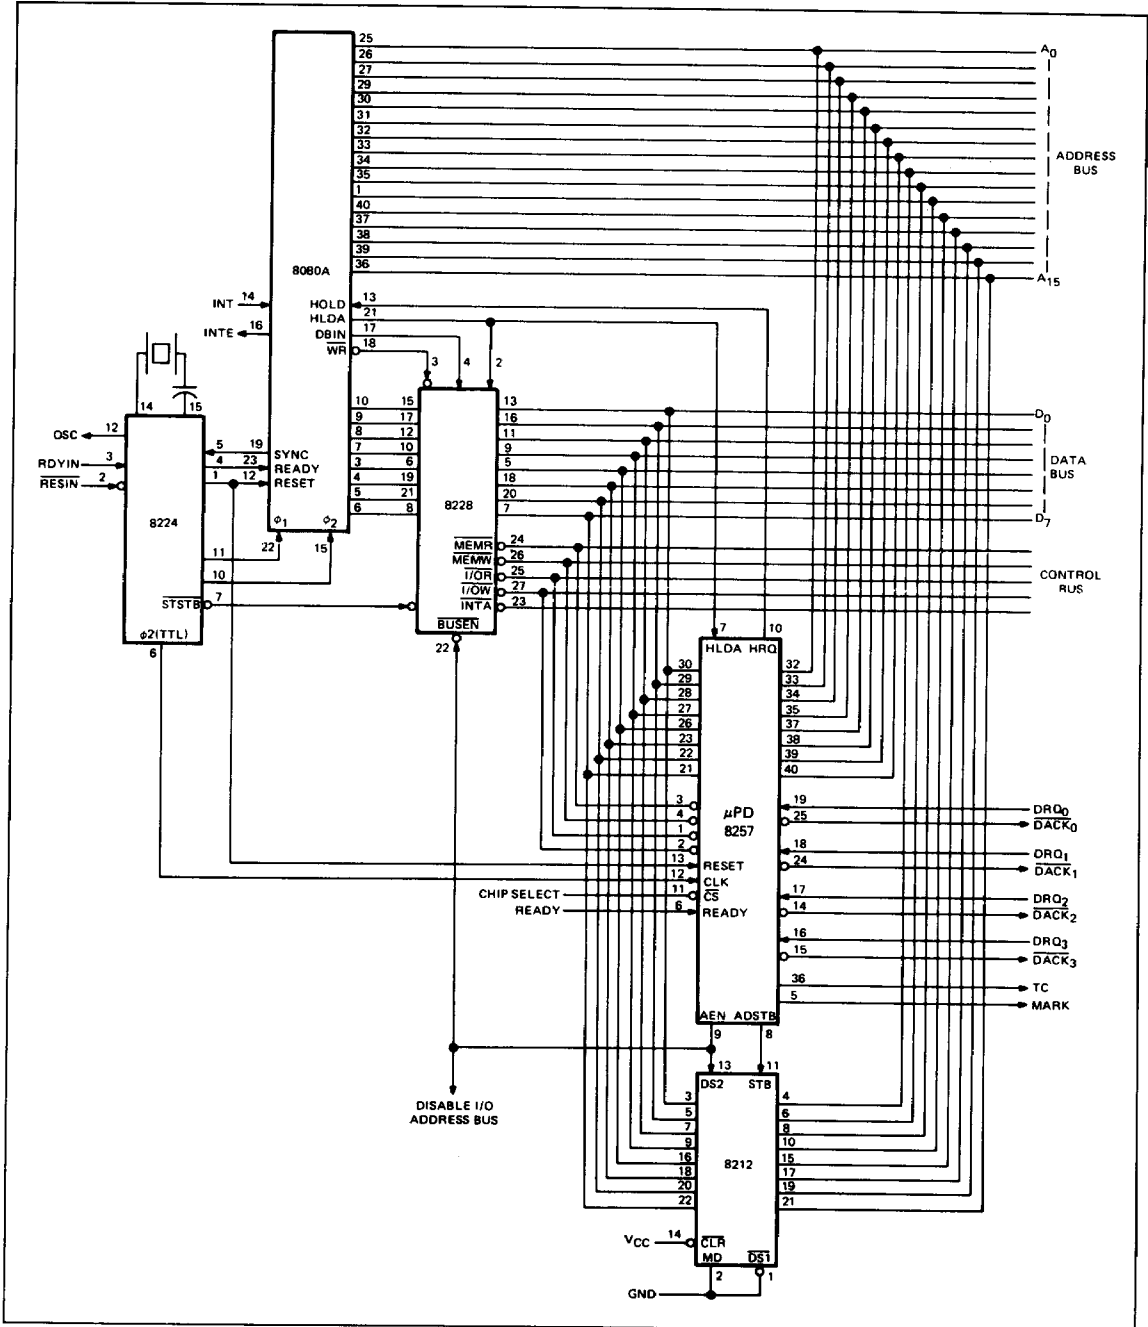 25
26
27
29
30
31
32
33
34
35
1
40
37
38
39
36
A0
ADDRESS
BUS
A15
8080A
INT 14
INTE 16
HOLD 13
HLDA 21
DBIN 17
WR 18
3 4 2
14 15
OSC 12
RDYIN 3
RESIN 2
8224
5 19 SYNC
4 23 READY
1 12 RESET
φ1 φ2
22 15
11
10
STSTB 7
φ2(TTL)
6
10 15 13
9 17 16
8 12 11
7 10 9
3 6 5
4 19 18
5 21 20
6 8 7
8228
D0
DATA
BUS
D7
MEMR 24
MEMW 26
I/OR 25
I/OW 27
INTA 23
BUSEN
22
CONTROL
RUS
7 10
HLDA HRQ
30 32
29 33
28 34
27 35
26 37
23 38
22 39
21 40
μPD
8257
3
4
1
2
13 RESET
12 CLK
CHIP SELECT 11 CS
READY 6 READY
19 DRQ0
25 DACK0
18 DRQ1
24 DACK1
17 DRQ2
14 DACK2
16 DRQ3
15 DACK3
36 TC
5 MARK
AEN ADSTB
9 8
13 11
DS2 STB
DISABLE I/O
ADDRESS BUS
3 4
5 6
7 8
9 10
16 15
18 17
20 19
22 21
8212
VCC 14 CLR
MD DS1
2 1
GND